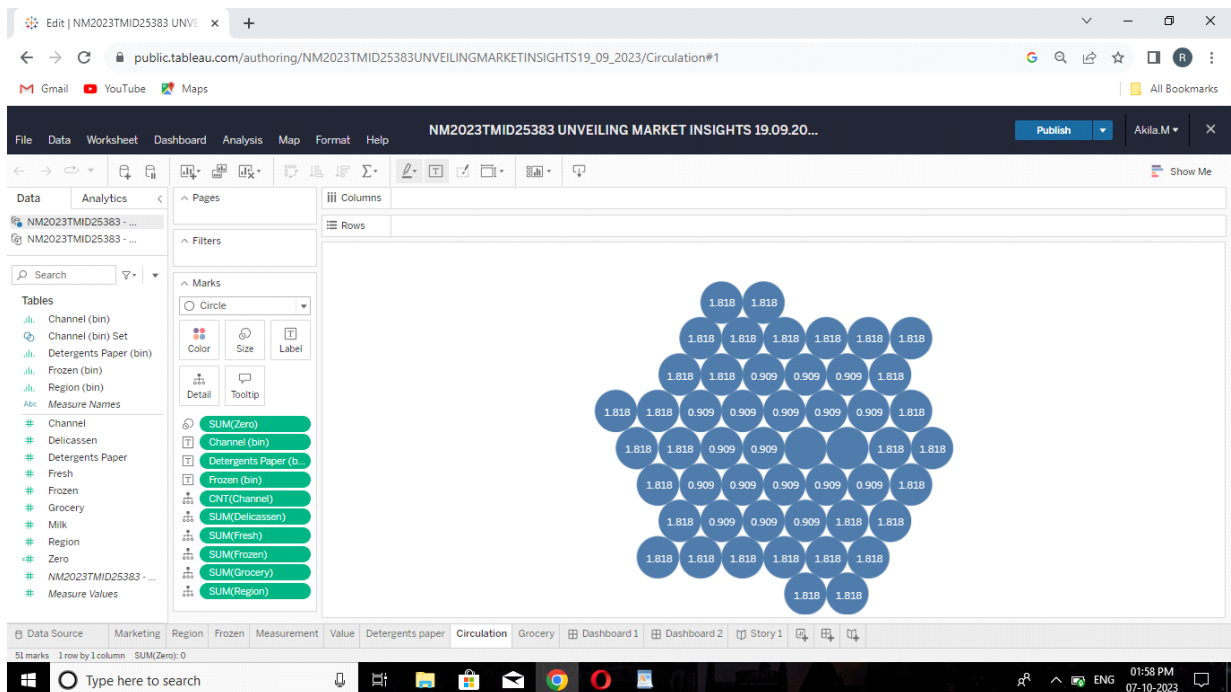 Edit | NM2023TMID25383 UNVE
public.tableau.com/authoring/NM2023TMID25383UNVEILINGMARKETINSIGHTS19_09_2023/Circulation#1
G R
Gmail YouTube Maps All Bookmarks
NM2023TMID25383 UNVEILING MARKET INSIGHTS 19.09.20...
File Data Worksheet Dashboard Analysis Map Format Help
Publish Akila.M
Show Me
Data Analytics
NM2023TMID25383 - ...
NM2023TMID25383 - ...
Search
Tables
Channel (bin)
Channel (bin) Set
Detergents Paper (bin)
Frozen (bin)
Region (bin)
Abc Measure Names
# Channel
# Delicassen
# Detergents Paper
# Fresh
# Frozen
# Grocery
# Milk
# Region
=# Zero
# NM2023TMID25383 - ...
# Measure Values
Pages
Filters
Marks
Circle
Color Size Label
Detail Tooltip
SUM(Zero)
Channel (bin)
Detergents Paper (b...
Frozen (bin)
CNT(Channel)
SUM(Delicassen)
SUM(Fresh)
SUM(Frozen)
SUM(Grocery)
SUM(Region)
iii Columns
Rows
1.818 1.818
1.818 1.818 1.818 1.818 1.818 1.818
1.818 1.818 0.909 0.909 0.909 1.818
1.818 1.818 0.909 0.909 0.909 0.909 0.909 1.818
1.818 1.818 0.909 0.909 1.818 1.818
1.818 0.909 0.909 0.909 0.909 0.909 1.818
1.818 0.909 0.909 0.909 1.818 1.818
1.818 1.818 1.818 1.818 1.818 1.818
1.818 1.818
Data Source Marketing Region Frozen Measurement Value Detergents paper Circulation Grocery Dashboard 1 Dashboard 2 Story 1
51 marks 1 row by 1 column SUM(Zero): 0
Type here to search
ENG
01:58 PM
07-10-2023